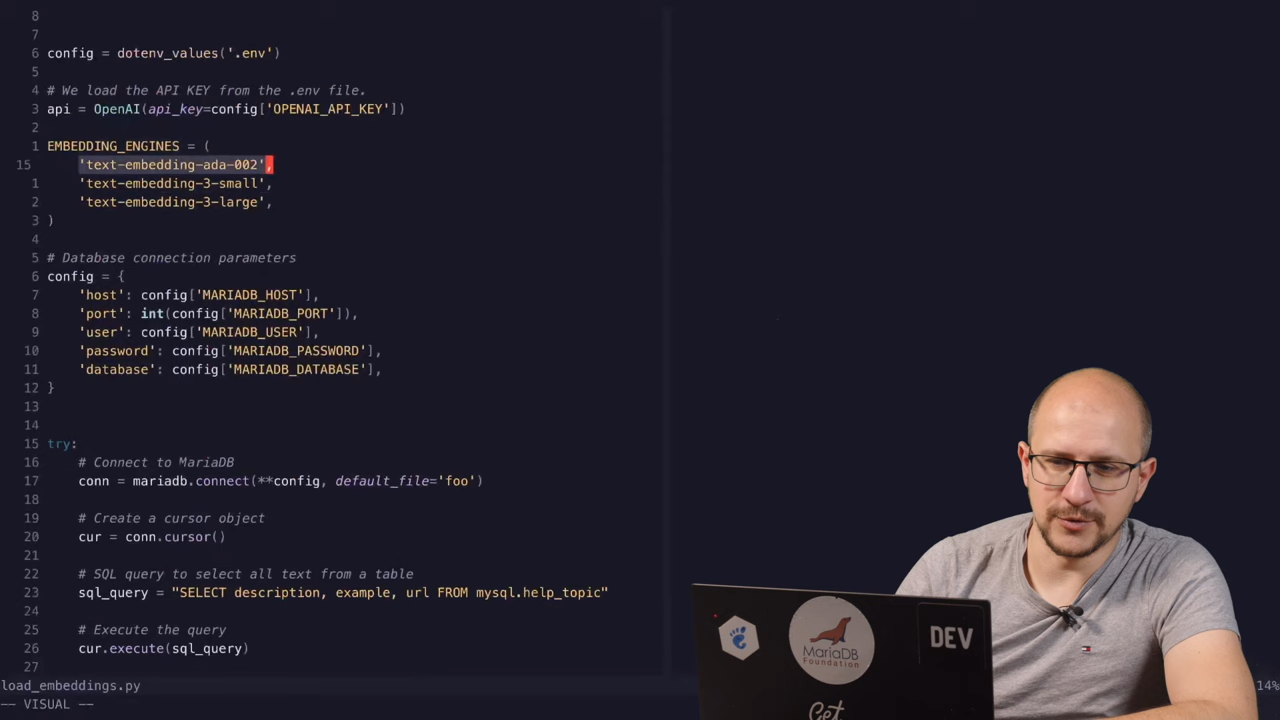 8
7
6 config = dotenv_values('.env')
5
4 # We load the API KEY from the .env file.
3 api = OpenAI(api_key=config['OPENAI_API_KEY'])
2
1 EMBEDDING_ENGINES = (
15     'text-embedding-ada-002',
1     'text-embedding-3-small',
2     'text-embedding-3-large',
3 )
4
5 # Database connection parameters
6 config = {
7     'host': config['MARIADB_HOST'],
8     'port': int(config['MARIADB_PORT']),
9     'user': config['MARIADB_USER'],
10     'password': config['MARIADB_PASSWORD'],
11     'database': config['MARIADB_DATABASE'],
12 }
13
14
15 try:
16     # Connect to MariaDB
17     conn = mariadb.connect(**config, default_file='foo')
18
19     # Create a cursor object
20     cur = conn.cursor()
21
22     # SQL query to select all text from a table
23     sql_query = "SELECT description, example, url FROM mysql.help_topic"
24
25     # Execute the query
26     cur.execute(sql_query)
27
load_embeddings.py
14%
-- VISUAL --
MariaDB
Foundation
DEV
Get